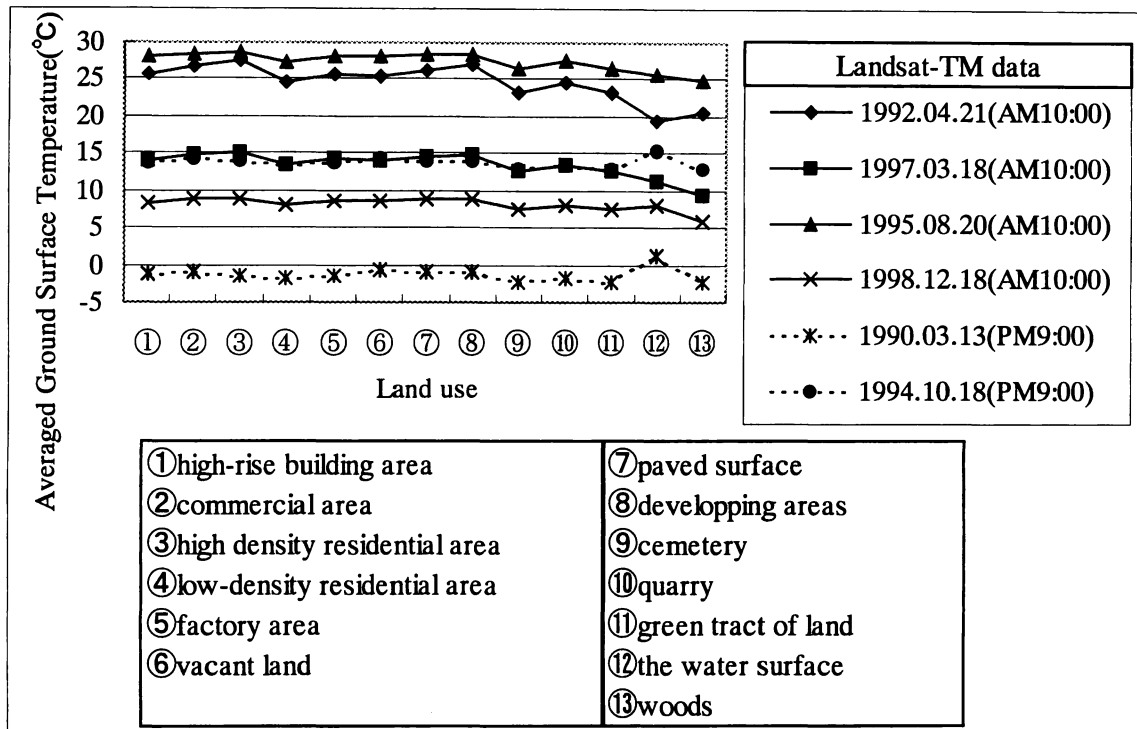 Averaged Ground Surface Temperature(℃)
30
25
20
15
10
5
0
-5
① ② ③ ④ ⑤ ⑥ ⑦ ⑧ ⑨ ⑩ ⑪ ⑫ ⑬
Land use
Landsat-TM data
1992.04.21(AM10:00)
1997.03.18(AM10:00)
1995.08.20(AM10:00)
1998.12.18(AM10:00)
1990.03.13(PM9:00)
1994.10.18(PM9:00)
①high-rise building area
②commercial area
③high density residential area
④low-density residential area
⑤factory area
⑥vacant land
⑦paved surface
⑧developping areas
⑨cemetery
⑩quarry
⑪green tract of land
⑫the water surface
⑬woods